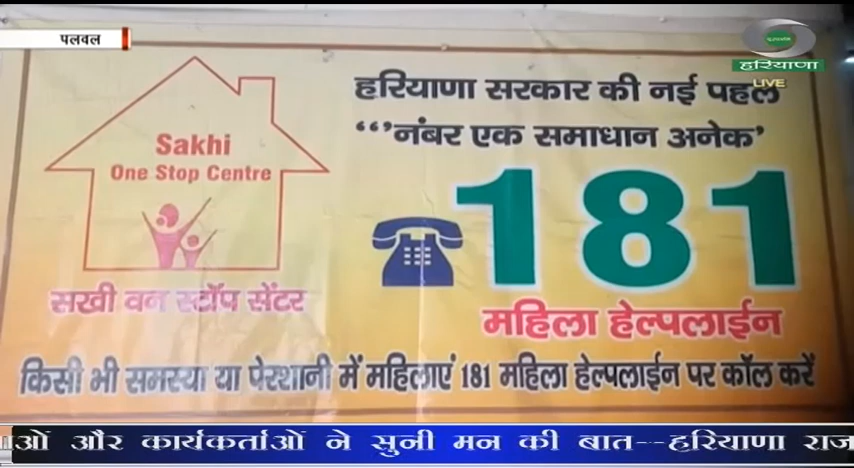 पलवल
हरियाणा
LIVE
हरियाणा सरकार की नई पहल
“‘’नंबर एक समाधान अनेक’
Sakhi
One Stop Centre
181
सखी वन स्टॉप सेंटर
महिला हेल्पलाईन
किसी भी समस्या या पेरशानी में महिलाएं 181 महिला हेल्पलाईन पर कॉल करें
और कार्यकर्ताओं ने सुनी मन की बात--हरियाणा